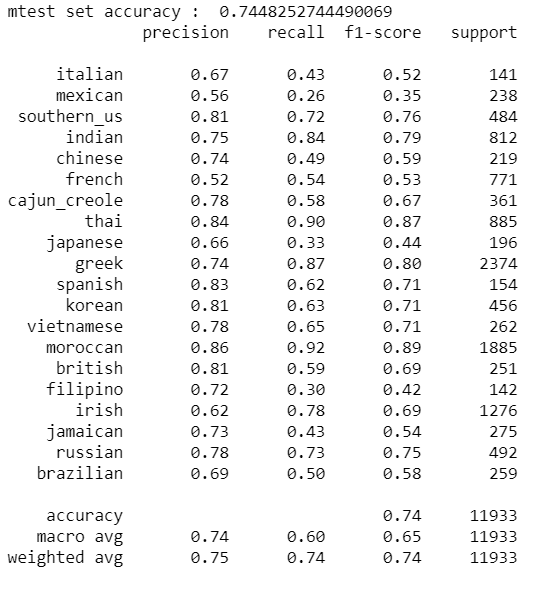 mtest set accuracy :  0.7448252744490069
precision recall f1-score support
italian 0.67 0.43 0.52 141
mexican 0.56 0.26 0.35 238
southern_us 0.81 0.72 0.76 484
indian 0.75 0.84 0.79 812
chinese 0.74 0.49 0.59 219
french 0.52 0.54 0.53 771
cajun_creole 0.78 0.58 0.67 361
thai 0.84 0.90 0.87 885
japanese 0.66 0.33 0.44 196
greek 0.74 0.87 0.80 2374
spanish 0.83 0.62 0.71 154
korean 0.81 0.63 0.71 456
vietnamese 0.78 0.65 0.71 262
moroccan 0.86 0.92 0.89 1885
british 0.81 0.59 0.69 251
filipino 0.72 0.30 0.42 142
irish 0.62 0.78 0.69 1276
jamaican 0.73 0.43 0.54 275
russian 0.78 0.73 0.75 492
brazilian 0.69 0.50 0.58 259
accuracy 0.74 11933
macro avg 0.74 0.60 0.65 11933
weighted avg 0.75 0.74 0.74 11933